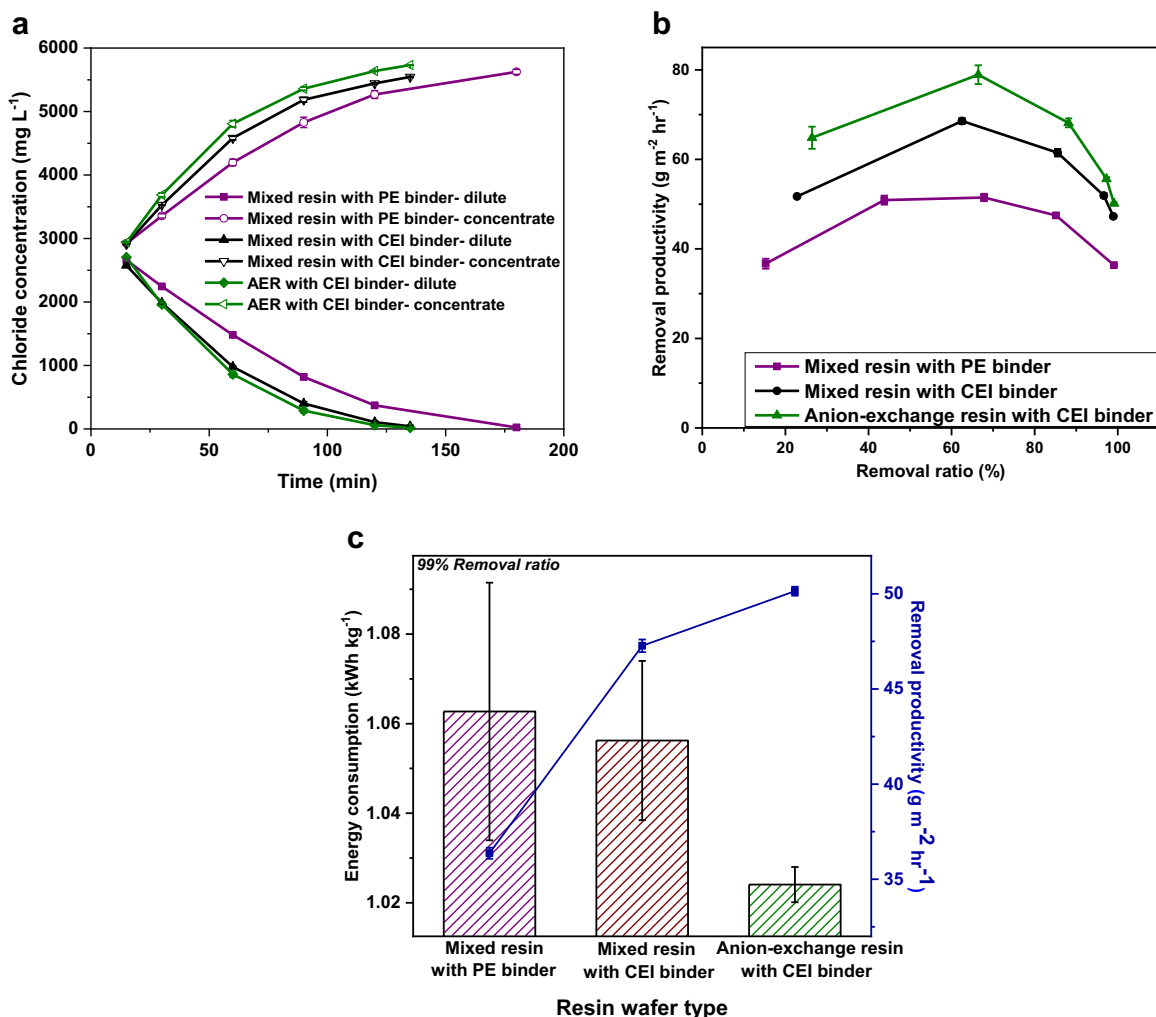 a
6000
5000
4000
3000
2000
1000
0
Chloride concentration (mg L⁻¹)
Mixed resin with PE binder- dilute
Mixed resin with PE binder- concentrate
Mixed resin with CEI binder- dilute
Mixed resin with CEI binder- concentrate
AER with CEI binder- dilute
AER with CEI binder- concentrate
0 50 100 150 200
Time (min)
b
80
60
40
20
0
Removal productivity (g m⁻² hr⁻¹)
Mixed resin with PE binder
Mixed resin with CEI binder
Anion-exchange resin with CEI binder
0 20 40 60 80 100
Removal ratio (%)
c
99% Removal ratio
1.08
1.06
1.04
1.02
Energy consumption (kWh kg⁻¹)
50
45
40
35
Removal productivity (g m⁻² hr⁻¹)
Mixed resin
with PE binder
Mixed resin
with CEI binder
Anion-exchange resin
with CEI binder
Resin wafer type